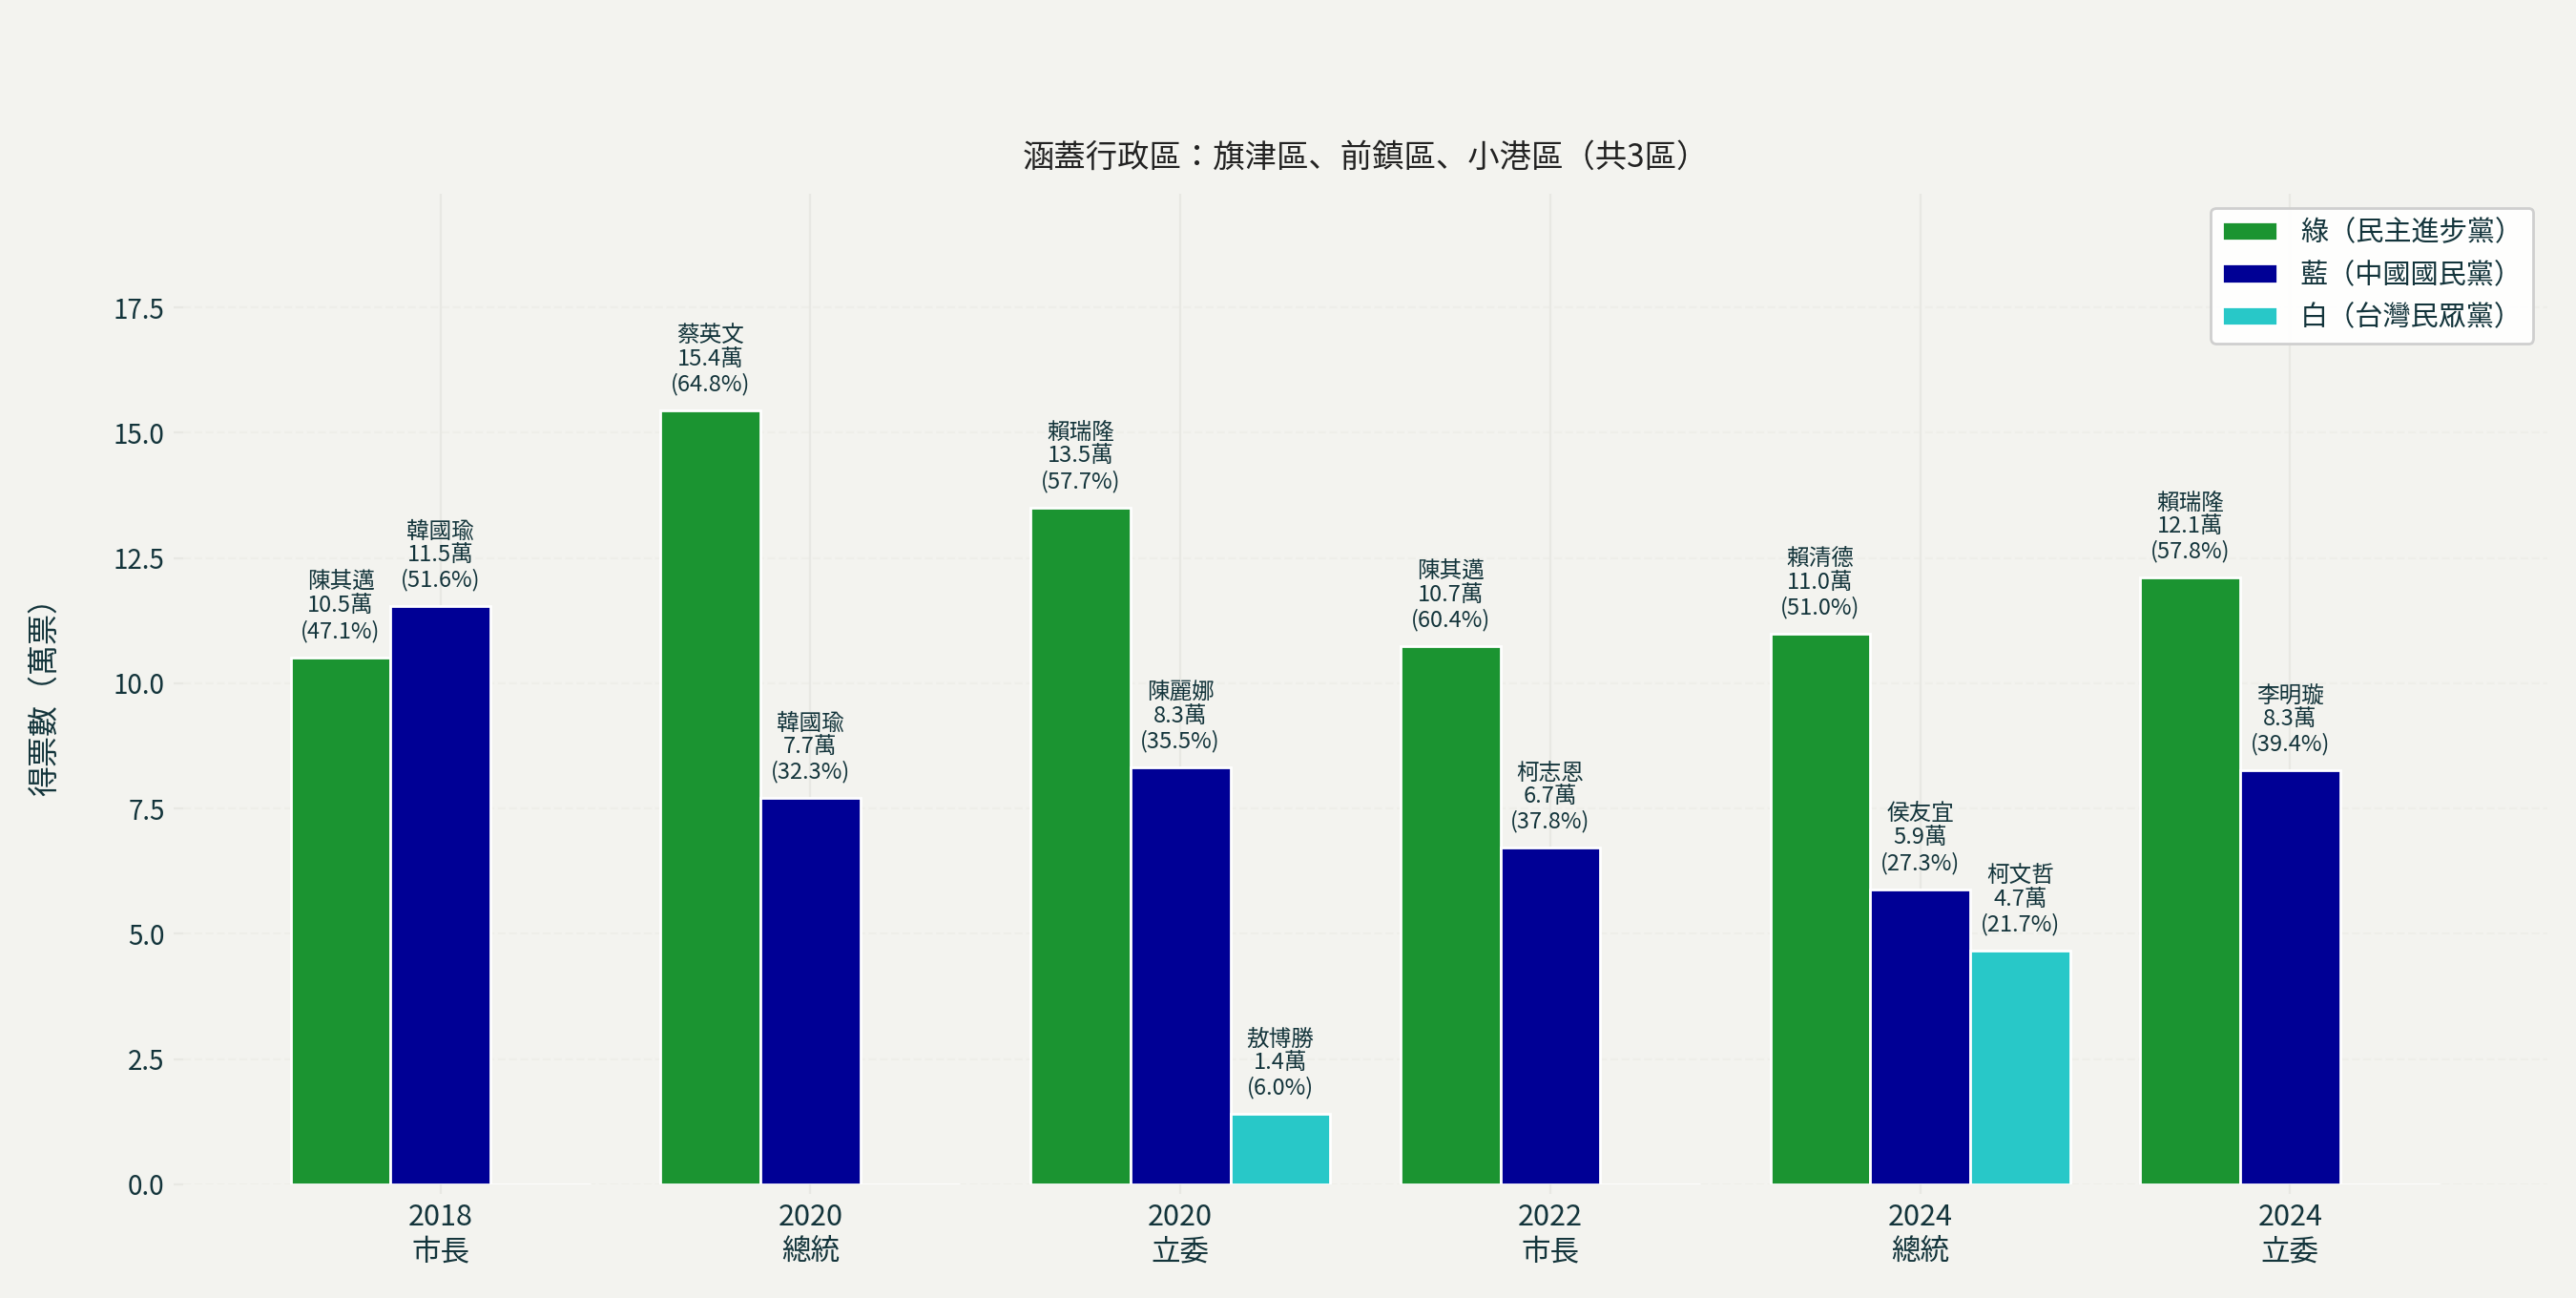 涵蓋行政區：旗津區、前鎮區、小港區（共3區）
綠（民主進步黨）
藍（中國國民黨）
白（台灣民眾黨）
得票數（萬票）
17.5
15.0
12.5
10.0
7.5
5.0
2.5
0.0
陳其邁
10.5萬
(47.1%)
韓國瑜
11.5萬
(51.6%)
蔡英文
15.4萬
(64.8%)
韓國瑜
7.7萬
(32.3%)
賴瑞隆
13.5萬
(57.7%)
陳麗娜
8.3萬
(35.5%)
敖博勝
1.4萬
(6.0%)
陳其邁
10.7萬
(60.4%)
柯志恩
6.7萬
(37.8%)
賴清德
11.0萬
(51.0%)
侯友宜
5.9萬
(27.3%)
柯文哲
4.7萬
(21.7%)
賴瑞隆
12.1萬
(57.8%)
李明璇
8.3萬
(39.4%)
2018
市長
2020
總統
2020
立委
2022
市長
2024
總統
2024
立委